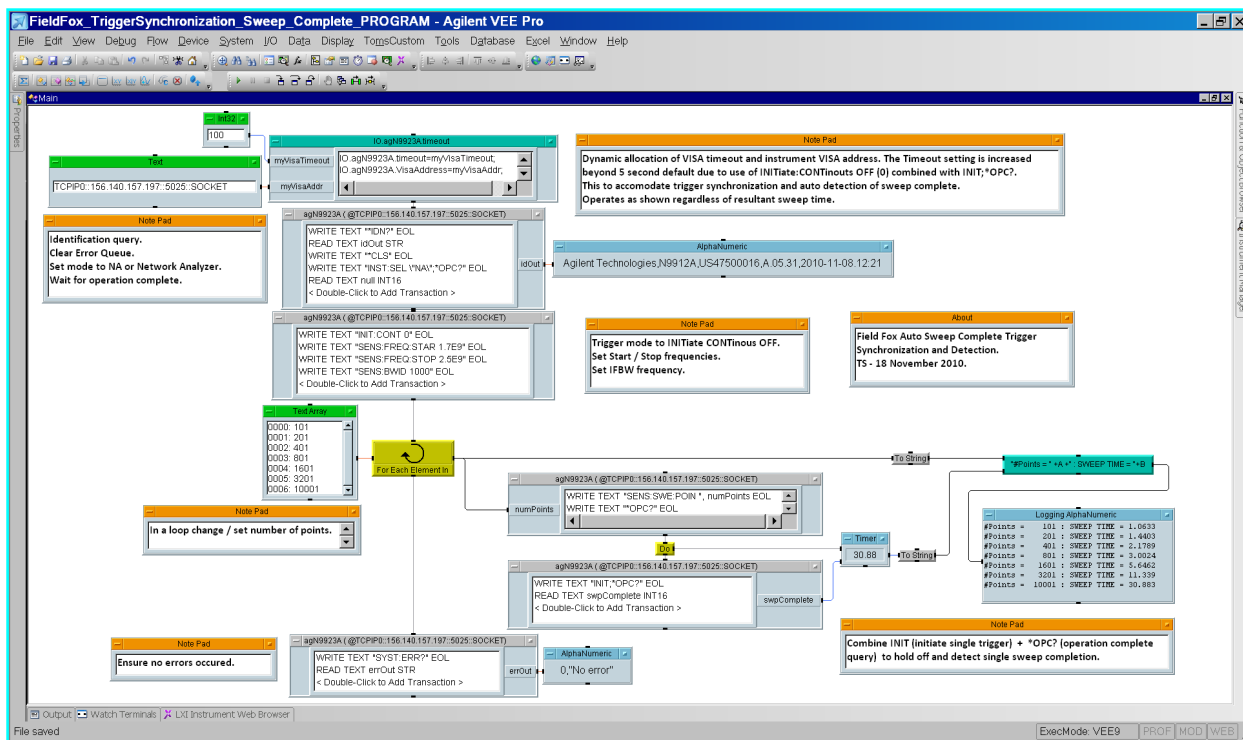 FieldFox_TriggerSynchronization_Sweep_Complete_PROGRAM - Agilent VEE Pro
File Edit View Debug Flow Device System I/O Data Display TomsCustom Tools Database Excel Window Help
Main
Properties
Int32
100
Text
TCPIP0::156.140.157.197::5025::SOCKET
IO.agN9923A.timeout
myVisaTimeout
myVisaAddr
IO.agN9923A.timeout=myVisaTimeout;
IO.agN9923A.VisaAddress=myVisaAddr;
Note Pad
Dynamic allocation of VISA timeout and instrument VISA address. The Timeout setting is increased
beyond 5 second default due to use of INITiate:CONTinouts OFF (0) combined with INIT;*OPC?.
This to accomodate trigger synchronization and auto detection of sweep complete.
Operates as shown regardless of resultant sweep time.
Note Pad
Identification query.
Clear Error Queue.
Set mode to NA or Network Analyzer.
Wait for operation complete.
agN9923A ( @TCPIP0::156.140.157.197::5025::SOCKET)
WRITE TEXT "*IDN?" EOL
READ TEXT idOut STR
WRITE TEXT "*CLS" EOL
WRITE TEXT "INST:SEL \"NA\";*OPC?" EOL
READ TEXT null INT16
< Double-Click to Add Transaction >
idOut
AlphaNumeric
Agilent Technologies,N9912A,US47500016,A.05.31,2010-11-08.12:21
agN9923A ( @TCPIP0::156.140.157.197::5025::SOCKET)
WRITE TEXT "INIT:CONT 0" EOL
WRITE TEXT "SENS:FREQ:STAR 1.7E9" EOL
WRITE TEXT "SENS:FREQ:STOP 2.5E9" EOL
WRITE TEXT "SENS:BWID 1000" EOL
< Double-Click to Add Transaction >
Note Pad
Trigger mode to INITiate CONTinous OFF.
Set Start / Stop frequencies.
Set IFBW frequency.
About
Field Fox Auto Sweep Complete Trigger
Synchronization and Detection.
TS - 18 November 2010.
Text Array
0000: 101
0001: 201
0002: 401
0003: 801
0004: 1601
0005: 3201
0006: 10001
For Each Element In
To String
"#Points = " +A +" : SWEEP TIME = "+B
agN9923A ( @TCPIP0::156.140.157.197::5025::SOCKET)
numPoints
WRITE TEXT "SENS:SWE:POIN ", numPoints EOL
WRITE TEXT "*OPC?" EOL
Note Pad
In a loop change / set number of points.
Do
Timer
30.88
To String
Logging AlphaNumeric
#Points = 101 : SWEEP TIME = 1.0633
#Points = 201 : SWEEP TIME = 1.4403
#Points = 401 : SWEEP TIME = 2.1789
#Points = 801 : SWEEP TIME = 3.0024
#Points = 1601 : SWEEP TIME = 5.6462
#Points = 3201 : SWEEP TIME = 11.339
#Points = 10001 : SWEEP TIME = 30.883
agN9923A ( @TCPIP0::156.140.157.197::5025::SOCKET)
WRITE TEXT "INIT;*OPC?" EOL
READ TEXT swpComplete INT16
< Double-Click to Add Transaction >
swpComplete
Note Pad
Combine INIT (initiate single trigger) + *OPC? (operation complete
query) to hold off and detect single sweep completion.
Note Pad
Ensure no errors occured.
agN9923A ( @TCPIP0::156.140.157.197::5025::SOCKET)
WRITE TEXT "SYST:ERR?" EOL
READ TEXT errOut STR
< Double-Click to Add Transaction >
errOut
AlphaNumeric
0,"No error"
Output Watch Terminals LXI Instrument Web Browser
File saved
ExecMode: VEE9 PROF MOD WEB